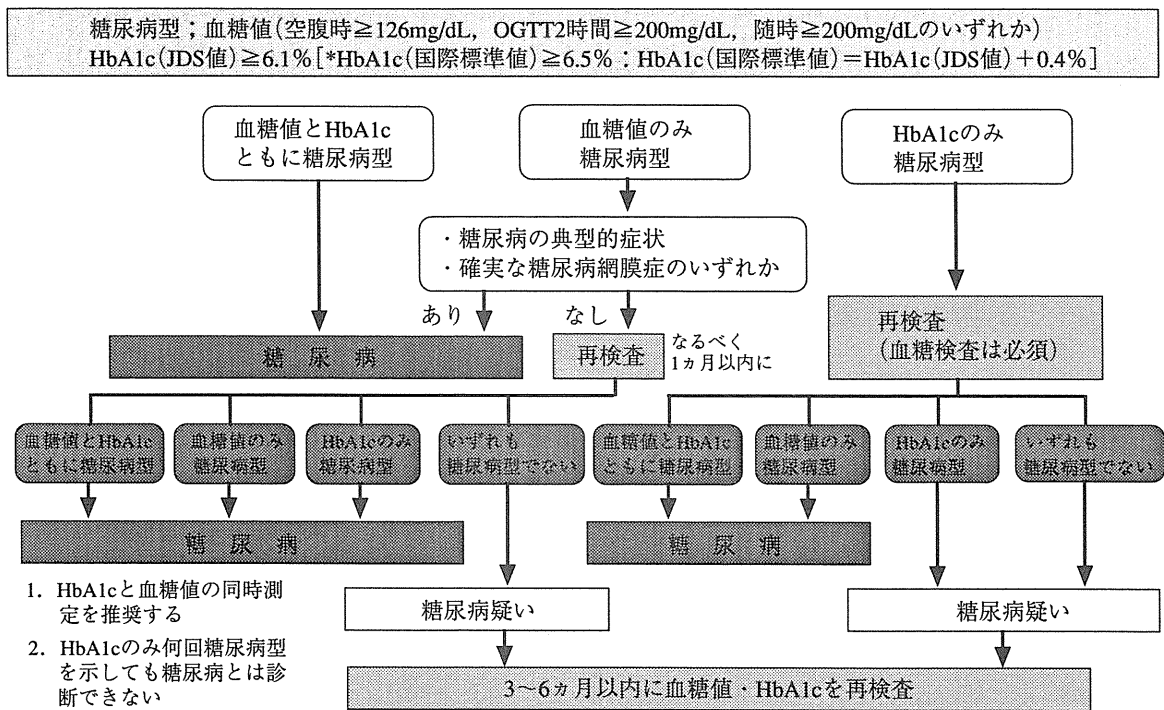 糖尿病型；血糖値(空腹時≧126mg/dL，OGTT2時間≧200mg/dL，随時≧200mg/dLのいずれか)
HbA1c(JDS値)≧6.1%[*HbA1c(国際標準値)≧6.5%：HbA1c(国際標準値)＝HbA1c(JDS値)＋0.4%]
血糖値とHbA1c
ともに糖尿病型
血糖値のみ
糖尿病型
HbA1cのみ
糖尿病型
・糖尿病の典型的症状
・確実な糖尿病網膜症のいずれか
あり
なし
糖 尿 病
再検査
なるべく
1ヵ月以内に
再検査
(血糖検査は必須)
血糖値とHbA1c
ともに糖尿病型
血糖値のみ
糖尿病型
HbA1cのみ
糖尿病型
いずれも
糖尿病型でない
血糖値とHbA1c
ともに糖尿病型
血糖値のみ
糖尿病型
HbA1cのみ
糖尿病型
いずれも
糖尿病型でない
糖 尿 病
糖 尿 病
1．HbA1cと血糖値の同時測
定を推奨する
2．HbA1cのみ何回糖尿病型
を示しても糖尿病とは診
断できない
糖尿病疑い
糖尿病疑い
3～6ヵ月以内に血糖値・HbA1cを再検査